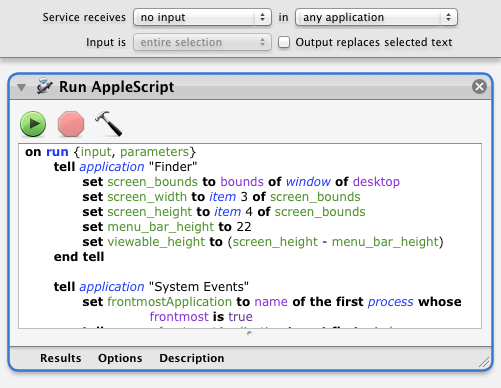 Service receives no input in any application
Input is entire selection Output replaces selected text
Run AppleScript
on run {input, parameters}
tell application "Finder"
set screen_bounds to bounds of window of desktop
set screen_width to item 3 of screen_bounds
set screen_height to item 4 of screen_bounds
set menu_bar_height to 22
set viewable_height to (screen_height - menu_bar_height)
end tell
tell application "System Events"
set frontmostApplication to name of the first process whose
frontmost is true
Results Options Description